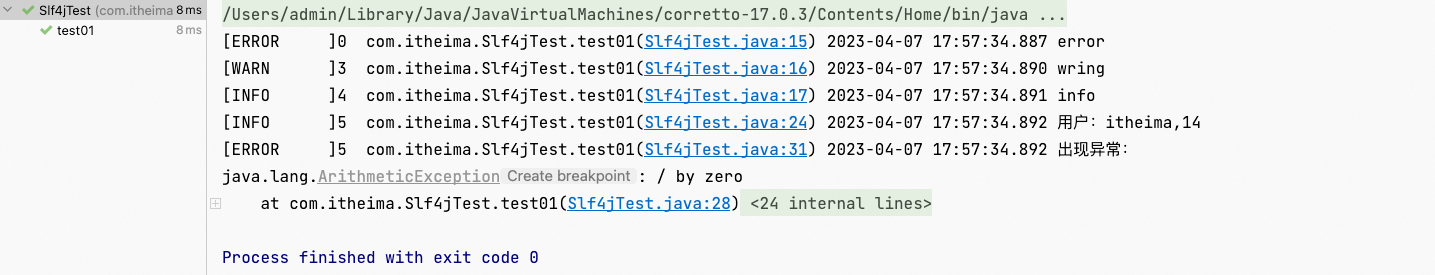 Slf4jTest (com.itheima 8 ms
test01 8 ms
/Users/admin/Library/Java/JavaVirtualMachines/corretto-17.0.3/Contents/Home/bin/java ...
[ERROR     ]0  com.itheima.Slf4jTest.test01(Slf4jTest.java:15) 2023-04-07 17:57:34.887 error
[WARN      ]3  com.itheima.Slf4jTest.test01(Slf4jTest.java:16) 2023-04-07 17:57:34.890 wring
[INFO      ]4  com.itheima.Slf4jTest.test01(Slf4jTest.java:17) 2023-04-07 17:57:34.891 info
[INFO      ]5  com.itheima.Slf4jTest.test01(Slf4jTest.java:24) 2023-04-07 17:57:34.892 用户：itheima,14
[ERROR     ]5  com.itheima.Slf4jTest.test01(Slf4jTest.java:31) 2023-04-07 17:57:34.892 出现异常：
java.lang.ArithmeticException Create breakpoint : / by zero
    at com.itheima.Slf4jTest.test01(Slf4jTest.java:28) <24 internal lines>
Process finished with exit code 0